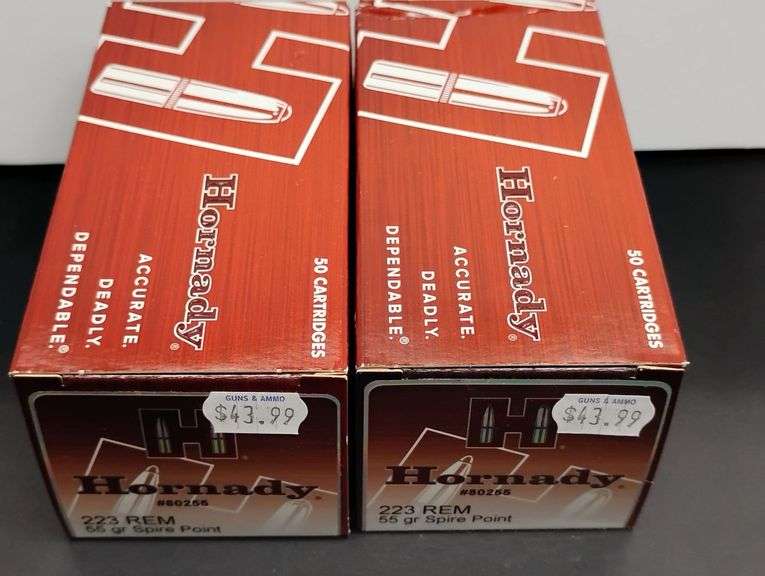 Hornady
®
ACCURATE.
DEADLY.
DEPENDABLE.®
50 CARTRIDGES
GUNS & AMMO
$43.99
H
Hornady
#80255
223 REM
55 gr Spire Point
Hornady
®
ACCURATE.
DEADLY.
DEPENDABLE.®
50 CARTRIDGES
GUNS & AMMO
$43.99
H
Hornady
#80255
223 REM
55 gr Spire Point